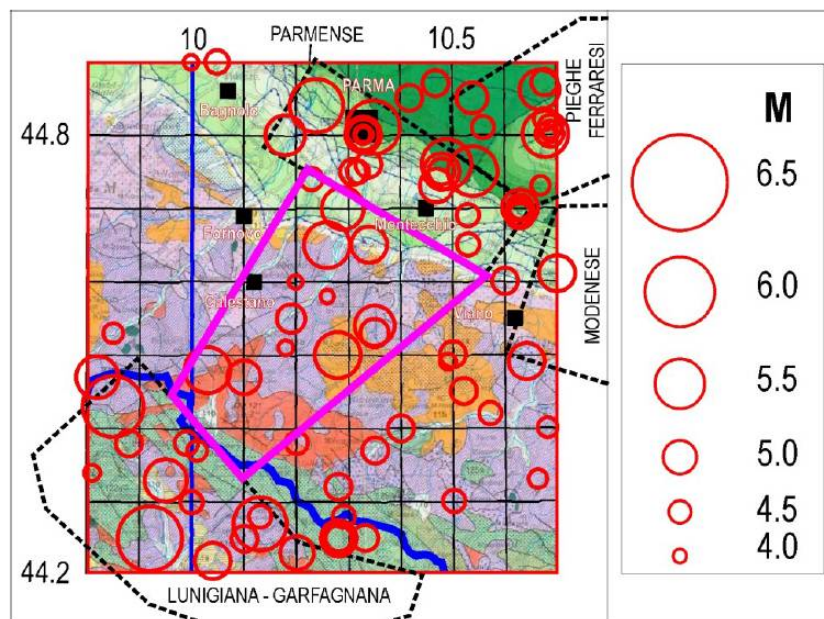 10
10.5
PARMENSE
PARMA
PIEGHE
FERRARESI
Bagnolo
44.8
Montecchio
Fornovo
Calestano
Viano
MODENESE
44.2
LUNIGIANA - GARFAGNANA
M
6.5
6.0
5.5
5.0
4.5
4.0